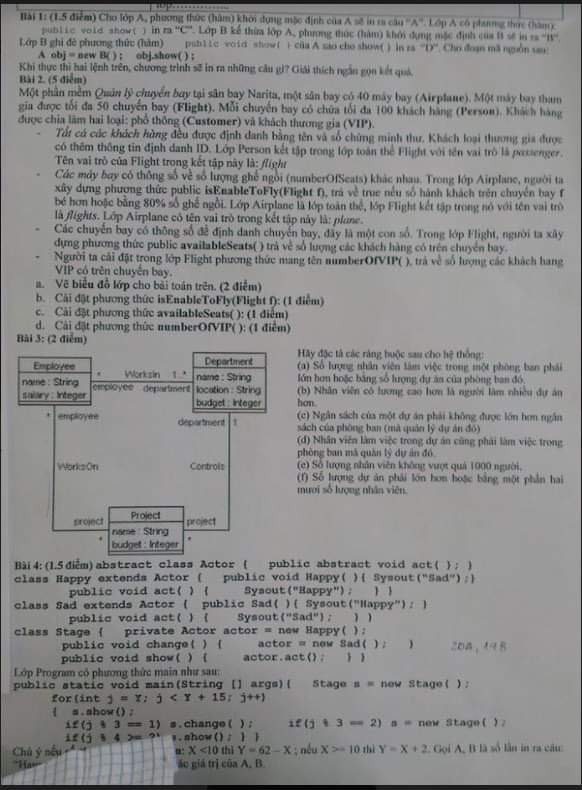 Bài 1: (1.5 điểm) Cho lớp A, phương thức (hàm) khởi dựng mặc định của A sẽ in ra câu "A". Lớp A có phương thức (hàm):
public void show( ) in ra "C". Lớp B kế thừa lớp A, phương thức (hàm) khởi dựng mặc định của B sẽ in ra "B".
Lớp B ghi đè phương thức (hàm) public void show( ) của A sao cho show( ) in ra "D". Cho đoạn mã nguồn sau:
A obj = new B( ) ; obj.show( ) ;
Khi thực thi hai lệnh trên, chương trình sẽ in ra những câu gì? Giải thích ngắn gọn kết quả.
Bài 2. (5 điểm)
Một phần mềm Quản lý chuyến bay tại sân bay Narita, một sân bay có 40 máy bay (Airplane). Một máy bay tham
gia được tối đa 50 chuyến bay (Flight). Mỗi chuyến bay có chứa tối đa 100 khách hàng (Person). Khách hàng
được chia làm hai loại: phổ thông (Customer) và khách thương gia (VIP).
- Tất cả các khách hàng đều được định danh bằng tên và số chứng minh thư. Khách loại thương gia được
có thêm thông tin định danh ID. Lớp Person kết tập trong lớp toàn thể Flight với tên vai trò là passenger.
Tên vai trò của Flight trong kết tập này là: flight
- Các máy bay có thông số về số lượng ghế ngồi (numberOfSeats) khác nhau. Trong lớp Airplane, người ta
xây dựng phương thức public isEnableToFly(Flight f), trả về true nếu số hành khách trên chuyến bay f
bé hơn hoặc bằng 80% số ghế ngồi. Lớp Airplane là lớp toàn thể, lớp Flight kết tập trong nó với tên vai trò
là flights. Lớp Airplane có tên vai trò trong kết tập này là: plane.
- Các chuyến bay có thông số để định danh chuyến bay, đây là một con số. Trong lớp Flight, người ta xây
dựng phương thức public availableSeats( ) trả về số lượng các khách hàng có trên chuyến bay.
- Người ta cài đặt trong lớp Flight phương thức mang tên numberOfVIP( ), trả về số lượng các khách hang
VIP có trên chuyến bay.
a. Vẽ biểu đồ lớp cho bài toán trên. (2 điểm)
b. Cài đặt phương thức isEnableToFly(Flight f): (1 điểm)
c. Cài đặt phương thức availableSeats( ): (1 điểm)
d. Cài đặt phương thức numberOfVIP( ): (1 điểm)
Bài 3: (2 điểm)
Employee
name : String
salary : Integer
* WorksIn 1..*
employee department
Department
name : String
location : String
budget : Integer
* employee
department 1
WorksOn
Controls
project
*
Project
name : String
budget : Integer
project
*
Hãy đặc tả các ràng buộc sau cho hệ thống:
(a) Số lượng nhân viên làm việc trong một phòng ban phải
lớn hơn hoặc bằng số lượng dự án của phòng ban đó.
(b) Nhân viên có lương cao hơn là người làm nhiều dự án
hơn.
(c) Ngân sách của một dự án phải không được lớn hơn ngân
sách của phòng ban (mà quản lý dự án đó)
(d) Nhân viên làm việc trong dự án cũng phải làm việc trong
phòng ban mà quản lý dự án đó.
(e) Số lượng nhân viên không vượt quá 1000 người.
(f) Số lượng dự án phải lớn hơn hoặc bằng một phần hai
mươi số lượng nhân viên.
Bài 4: (1.5 điểm) abstract class Actor { public abstract void act( ); }
class Happy extends Actor { public void Happy( ){ Sysout("Sad");}
public void act( ) { Sysout("Happy"); } }
class Sad extends Actor { public Sad( ){ Sysout("Happy"); }
public void act( ) { Sysout("Sad"); } }
class Stage { private Actor actor = new Happy( );
public void change( ) { actor = new Sad( ); }
public void show( ) { actor.act(); } }
Lớp Program có phương thức main như sau:
public static void main(String [] args){ Stage s = new Stage( );
for(int j = Y; j < Y + 15; j++)
{ s.show( );
if(j % 3 == 1) s.change( ); if(j % 3 == 2) s = new Stage( );
if(j % 4 >= s.show( ); } }
Chú ý nếu X <10 thì Y = 62 - X ; nếu X >= 10 thì Y = X + 2. Gọi A, B là số lần in ra câu:
giá trị của A, B.